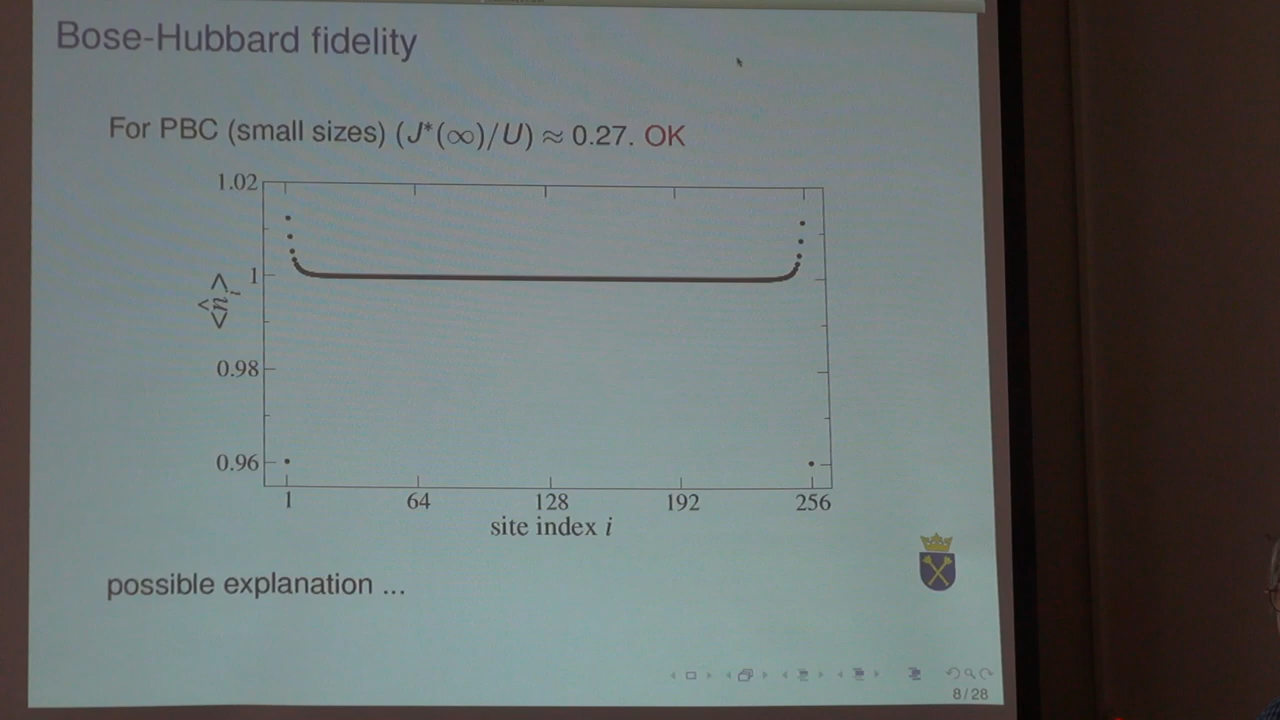 Bose-Hubbard fidelity
For PBC (small sizes) (J*(∞)/U) ≈ 0.27. OK
1.02
1
0.98
0.96
<n̂ᵢ>
1 64 128 192 256
site index i
possible explanation ...
8/28